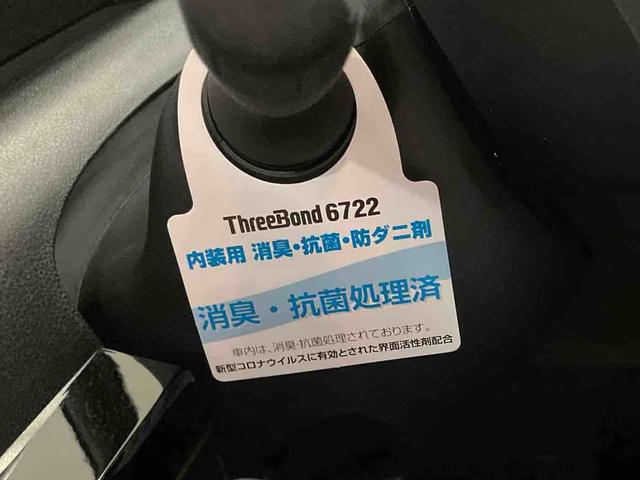 ThreeBond 6722
内装用 消臭・抗菌・防ダニ剤
消臭・抗菌処理済
車内は、消臭・抗菌処理されております。
新型コロナウイルスに有効とされた界面活性剤配合